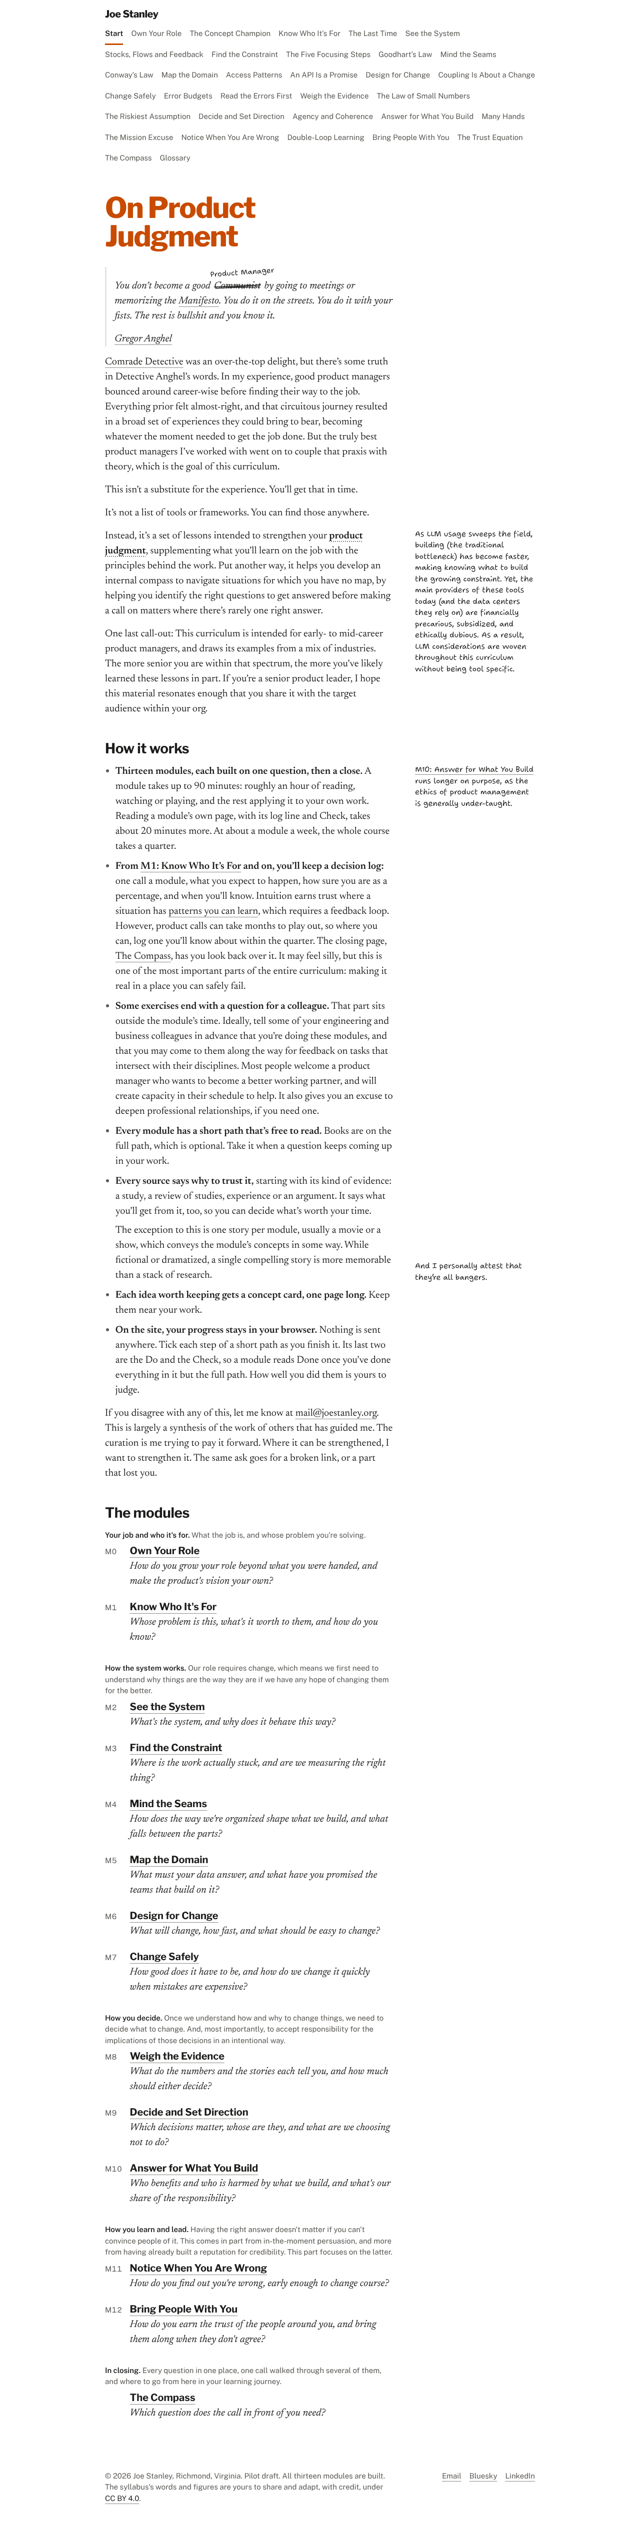 Joe Stanley
Start Own Your Role The Concept Champion Know Who It's For The Last Time See the System
Stocks, Flows and Feedback Find the Constraint The Five Focusing Steps Goodhart's Law Mind the Seams
Conway's Law Map the Domain Access Patterns An API Is a Promise Design for Change Coupling Is About a Change
Change Safely Error Budgets Read the Errors First Weigh the Evidence The Law of Small Numbers
The Riskiest Assumption Decide and Set Direction Agency and Coherence Answer for What You Build Many Hands
The Mission Excuse Notice When You Are Wrong Double-Loop Learning Bring People With You The Trust Equation
The Compass Glossary
On Product
Judgment
Product Manager
You don't become a good Communist by going to meetings or
memorizing the Manifesto. You do it on the streets. You do it with your
fists. The rest is bullshit and you know it.
Gregor Anghel
Comrade Detective was an over-the-top delight, but there's some truth
in Detective Anghel's words. In my experience, good product managers
bounced around career-wise before finding their way to the job.
Everything prior felt almost-right, and that circuitous journey resulted
in a broad set of experiences they could bring to bear, becoming
whatever the moment needed to get the job done. But the truly best
product managers I've worked with went on to couple that praxis with
theory, which is the goal of this curriculum.
This isn't a substitute for the experience. You'll get that in time.
It's not a list of tools or frameworks. You can find those anywhere.
Instead, it's a set of lessons intended to strengthen your product
judgment, supplementing what you'll learn on the job with the
principles behind the work. Put another way, it helps you develop an
internal compass to navigate situations for which you have no map, by
helping you identify the right questions to get answered before making
a call on matters where there's rarely one right answer.
As LLM usage sweeps the field,
building (the traditional
bottleneck) has become faster,
making knowing what to build
the growing constraint. Yet, the
main providers of these tools
today (and the data centers
they rely on) are financially
precarious, subsidized, and
ethically dubious. As a result,
LLM considerations are woven
throughout this curriculum
without being tool specific.
One last call-out: This curriculum is intended for early- to mid-career
product managers, and draws its examples from a mix of industries.
The more senior you are within that spectrum, the more you've likely
learned these lessons in part. If you're a senior product leader, I hope
this material resonates enough that you share it with the target
audience within your org.
How it works
Thirteen modules, each built on one question, then a close. A
module takes up to 90 minutes: roughly an hour of reading,
watching or playing, and the rest applying it to your own work.
Reading a module's own page, with its log line and Check, takes
about 20 minutes more. At about a module a week, the whole course
takes a quarter.
M10: Answer for What You Build
runs longer on purpose, as the
ethics of product management
is generally under-taught.
From M1: Know Who It's For and on, you'll keep a decision log:
one call a module, what you expect to happen, how sure you are as a
percentage, and when you'll know. Intuition earns trust where a
situation has patterns you can learn, which requires a feedback loop.
However, product calls can take months to play out, so where you
can, log one you'll know about within the quarter. The closing page,
The Compass, has you look back over it. It may feel silly, but this is
one of the most important parts of the entire curriculum: making it
real in a place you can safely fail.
Some exercises end with a question for a colleague. That part sits
outside the module's time. Ideally, tell some of your engineering and
business colleagues in advance that you're doing these modules, and
that you may come to them along the way for feedback on tasks that
intersect with their disciplines. Most people welcome a product
manager who wants to become a better working partner, and will
create capacity in their schedule to help. It also gives you an excuse to
deepen professional relationships, if you need one.
Every module has a short path that's free to read. Books are on the
full path, which is optional. Take it when a question keeps coming up
in your work.
Every source says why to trust it, starting with its kind of evidence:
a study, a review of studies, experience or an argument. It says what
you'll get from it, too, so you can decide what's worth your time.
The exception to this is one story per module, usually a movie or a
show, which conveys the module's concepts in some way. While
fictional or dramatized, a single compelling story is more memorable
than a stack of research.
And I personally attest that
they're all bangers.
Each idea worth keeping gets a concept card, one page long. Keep
them near your work.
On the site, your progress stays in your browser. Nothing is sent
anywhere. Tick each step of a short path as you finish it. Its last two
are the Do and the Check, so a module reads Done once you've done
everything in it but the full path. How well you did them is yours to
judge.
If you disagree with any of this, let me know at mail@joestanley.org.
This is largely a synthesis of the work of others that has guided me. The
curation is me trying to pay it forward. Where it can be strengthened, I
want to strengthen it. The same ask goes for a broken link, or a part
that lost you.
The modules
Your job and who it's for. What the job is, and whose problem you're solving.
M0 Own Your Role
How do you grow your role beyond what you were handed, and
make the product's vision your own?
M1 Know Who It's For
Whose problem is this, what's it worth to them, and how do you
know?
How the system works. Our role requires change, which means we first need to
understand why things are the way they are if we have any hope of changing them
for the better.
M2 See the System
What's the system, and why does it behave this way?
M3 Find the Constraint
Where is the work actually stuck, and are we measuring the right
thing?
M4 Mind the Seams
How does the way we're organized shape what we build, and what
falls between the parts?
M5 Map the Domain
What must your data answer, and what have you promised the
teams that build on it?
M6 Design for Change
What will change, how fast, and what should be easy to change?
M7 Change Safely
How good does it have to be, and how do we change it quickly
when mistakes are expensive?
How you decide. Once we understand how and why to change things, we need to
decide what to change. And, most importantly, to accept responsibility for the
implications of those decisions in an intentional way.
M8 Weigh the Evidence
What do the numbers and the stories each tell you, and how much
should either decide?
M9 Decide and Set Direction
Which decisions matter, whose are they, and what are we choosing
not to do?
M10 Answer for What You Build
Who benefits and who is harmed by what we build, and what's our
share of the responsibility?
How you learn and lead. Having the right answer doesn't matter if you can't
convince people of it. This comes in part from in-the-moment persuasion, and more
from having already built a reputation for credibility. This part focuses on the latter.
M11 Notice When You Are Wrong
How do you find out you're wrong, early enough to change course?
M12 Bring People With You
How do you earn the trust of the people around you, and bring
them along when they don't agree?
In closing. Every question in one place, one call walked through several of them,
and where to go from here in your learning journey.
The Compass
Which question does the call in front of you need?
© 2026 Joe Stanley, Richmond, Virginia. Pilot draft. All thirteen modules are built.
The syllabus's words and figures are yours to share and adapt, with credit, under
CC BY 4.0.
Email Bluesky LinkedIn